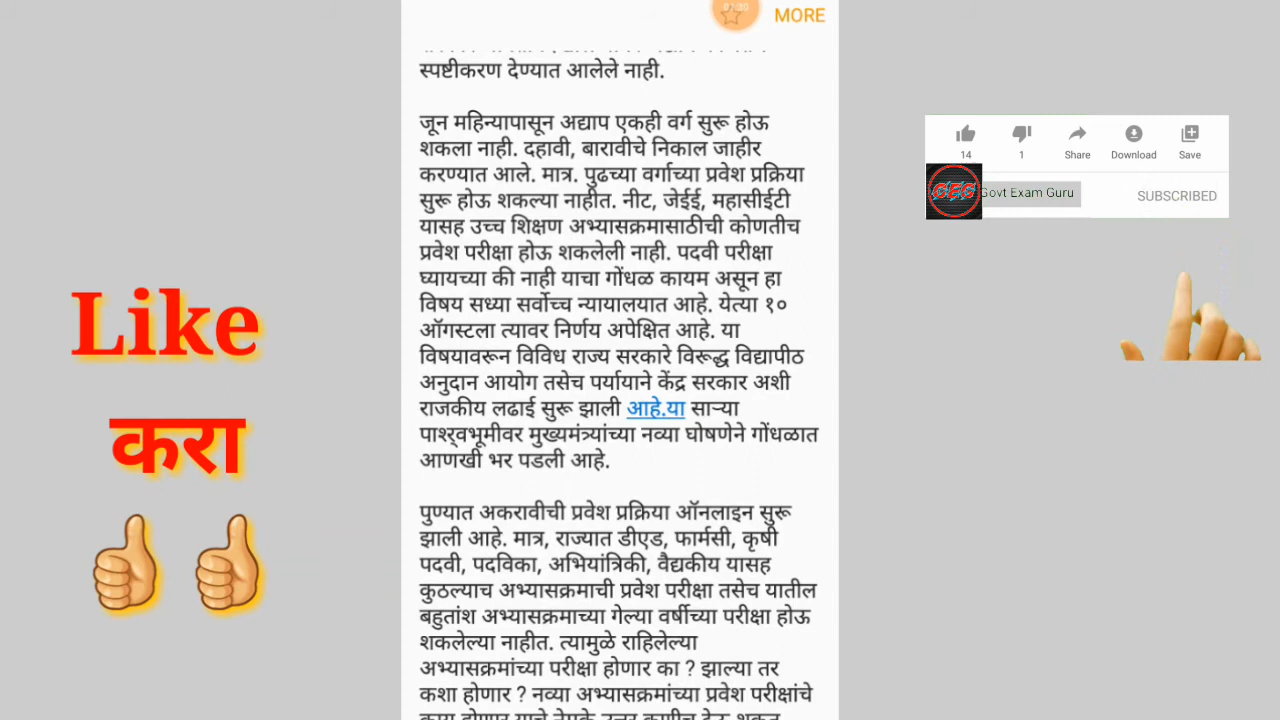 MORE
स्पष्टीकरण देण्यात आलेले नाही.
जून महिन्यापासून अद्याप एकही वर्ग सुरू होऊ
शकला नाही. दहावी, बारावीचे निकाल जाहीर
करण्यात आले. मात्र. पुढच्या वर्गाच्या प्रवेश प्रक्रिया
सुरू होऊ शकल्या नाहीत. नीट, जेईई, महासीईटी
यासह उच्च शिक्षण अभ्यासक्रमासाठीची कोणतीच
प्रवेश परीक्षा होऊ शकलेली नाही. पदवी परीक्षा
घ्यायच्या की नाही याचा गोंधळ कायम असून हा
विषय सध्या सर्वोच्च न्यायालयात आहे. येत्या १०
ऑगस्टला त्यावर निर्णय अपेक्षित आहे. या
विषयावरून विविध राज्य सरकारे विरूद्ध विद्यापीठ
अनुदान आयोग तसेच पर्यायाने केंद्र सरकार अशी
राजकीय लढाई सुरू झाली आहे.या साऱ्या
पाश्र्वभूमीवर मुख्यमंत्र्यांच्या नव्या घोषणेने गोंधळात
आणखी भर पडली आहे.
पुण्यात अकरावीची प्रवेश प्रक्रिया ऑनलाइन सुरू
झाली आहे. मात्र, राज्यात डीएड, फार्मसी, कृषी
पदवी, पदविका, अभियांत्रिकी, वैद्यकीय यासह
कुठल्याच अभ्यासक्रमाची प्रवेश परीक्षा तसेच यातील
बहुतांश अभ्यासक्रमाच्या गेल्या वर्षीच्या परीक्षा होऊ
शकलेल्या नाहीत. त्यामुळे राहिलेल्या
अभ्यासक्रमांच्या परीक्षा होणार का ? झाल्या तर
कशा होणार ? नव्या अभ्यासक्रमांच्या प्रवेश परीक्षांचे
Like
करा
14
1
Share
Download
Save
GEG
Govt Exam Guru
SUBSCRIBED